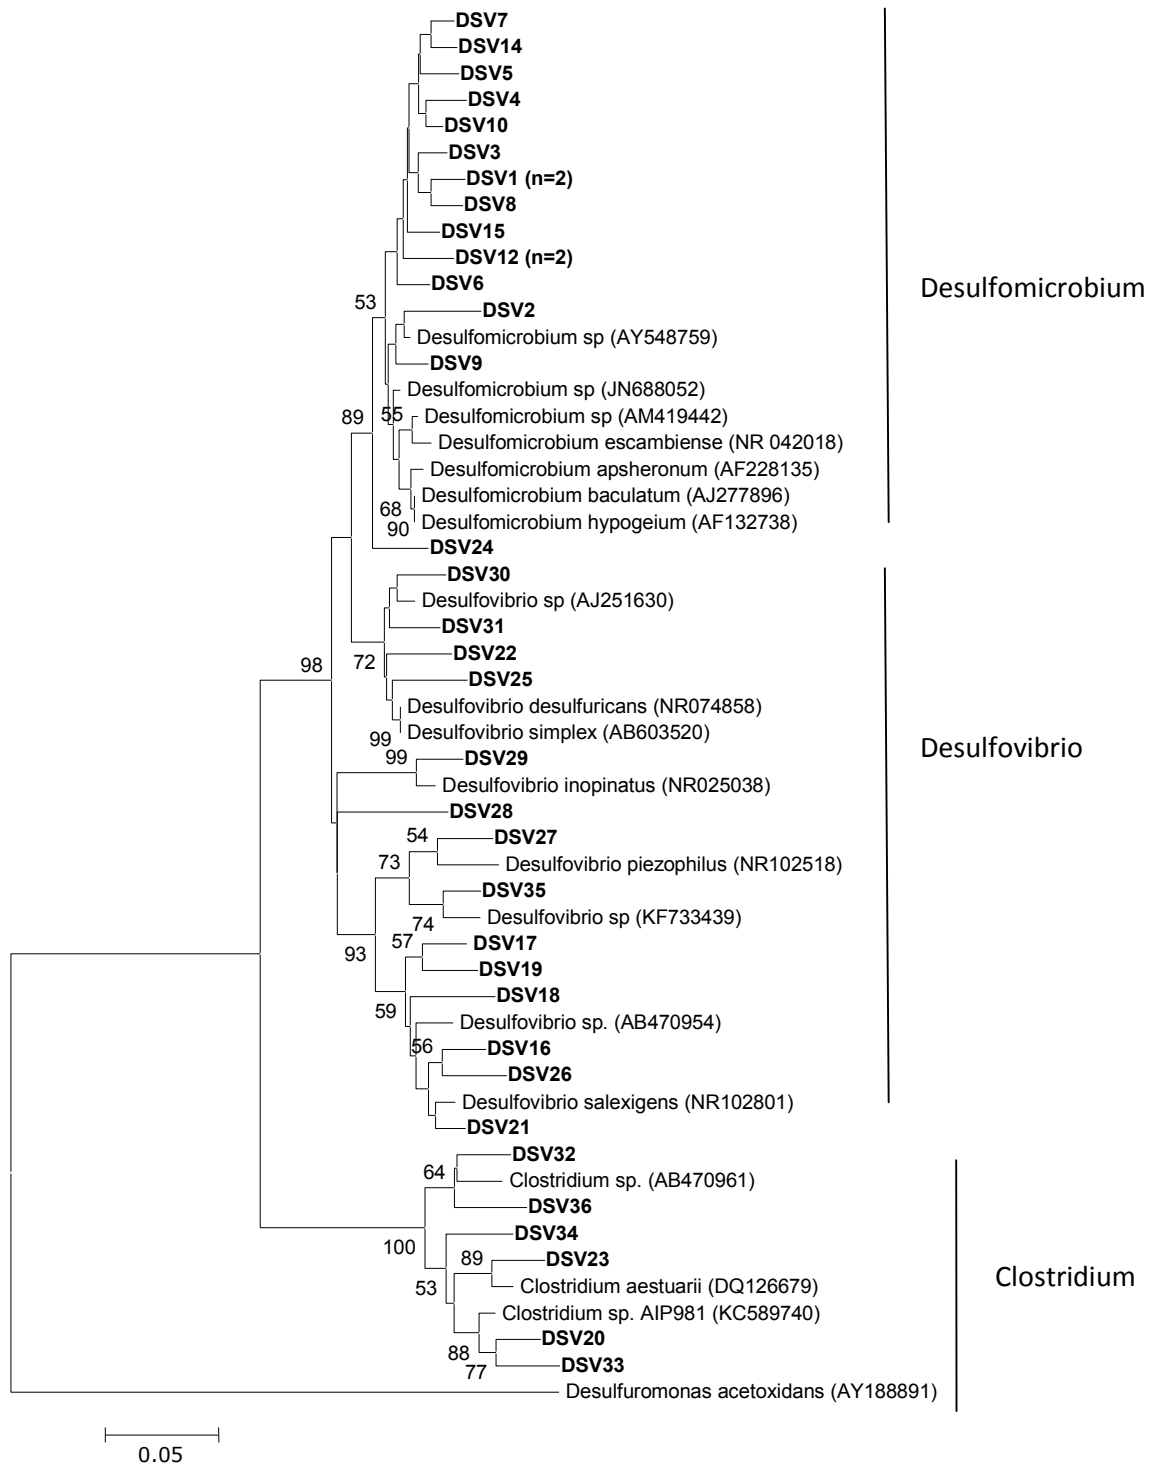 DSV7
DSV14
DSV5
DSV4
DSV10
DSV3
DSV1 (n=2)
DSV8
DSV15
DSV12 (n=2)
DSV6
Desulfomicrobium
53
DSV2
Desulfomicrobium sp (AY548759)
DSV9
Desulfomicrobium sp (JN688052)
89
55
Desulfomicrobium sp (AM419442)
Desulfomicrobium escambiense (NR 042018)
Desulfomicrobium apsheronum (AF228135)
Desulfomicrobium baculatum (AJ277896)
68
Desulfomicrobium hypogeium (AF132738)
90
DSV24
DSV30
Desulfovibrio sp (AJ251630)
DSV31
DSV22
72
98
DSV25
Desulfovibrio desulfuricans (NR074858)
Desulfovibrio simplex (AB603520)
99
Desulfovibrio
99
DSV29
Desulfovibrio inopinatus (NR025038)
DSV28
54
DSV27
73
Desulfovibrio piezophilus (NR102518)
DSV35
Desulfovibrio sp (KF733439)
74
57
DSV17
93
DSV19
DSV18
59
Desulfovibrio sp. (AB470954)
56
DSV16
DSV26
Desulfovibrio salexigens (NR102801)
DSV21
DSV32
64
Clostridium sp. (AB470961)
DSV36
DSV34
100
89
DSV23
Clostridium
53
Clostridium aestuarii (DQ126679)
Clostridium sp. AIP981 (KC589740)
DSV20
88
DSV33
77
Desulfuromonas acetoxidans (AY188891)
0.05